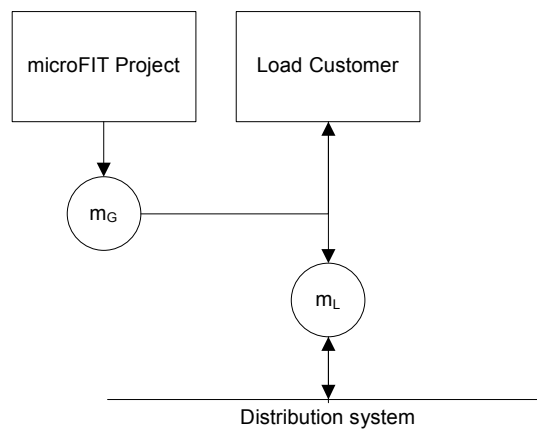 microFIT Project
Load Customer
mG
mL
Distribution system